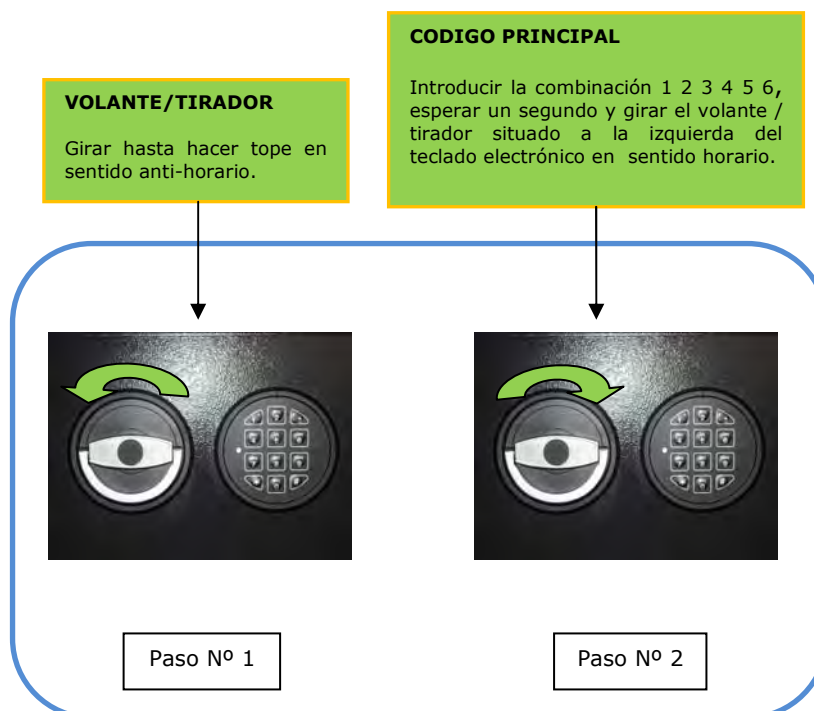 VOLANTE/TIRADOR
Girar hasta hacer tope en
sentido anti-horario.
CODIGO PRINCIPAL
Introducir la combinación 1 2 3 4 5 6,
esperar un segundo y girar el volante /
tirador situado a la izquierda del
teclado electrónico en sentido horario.
Paso Nº 1
Paso Nº 2